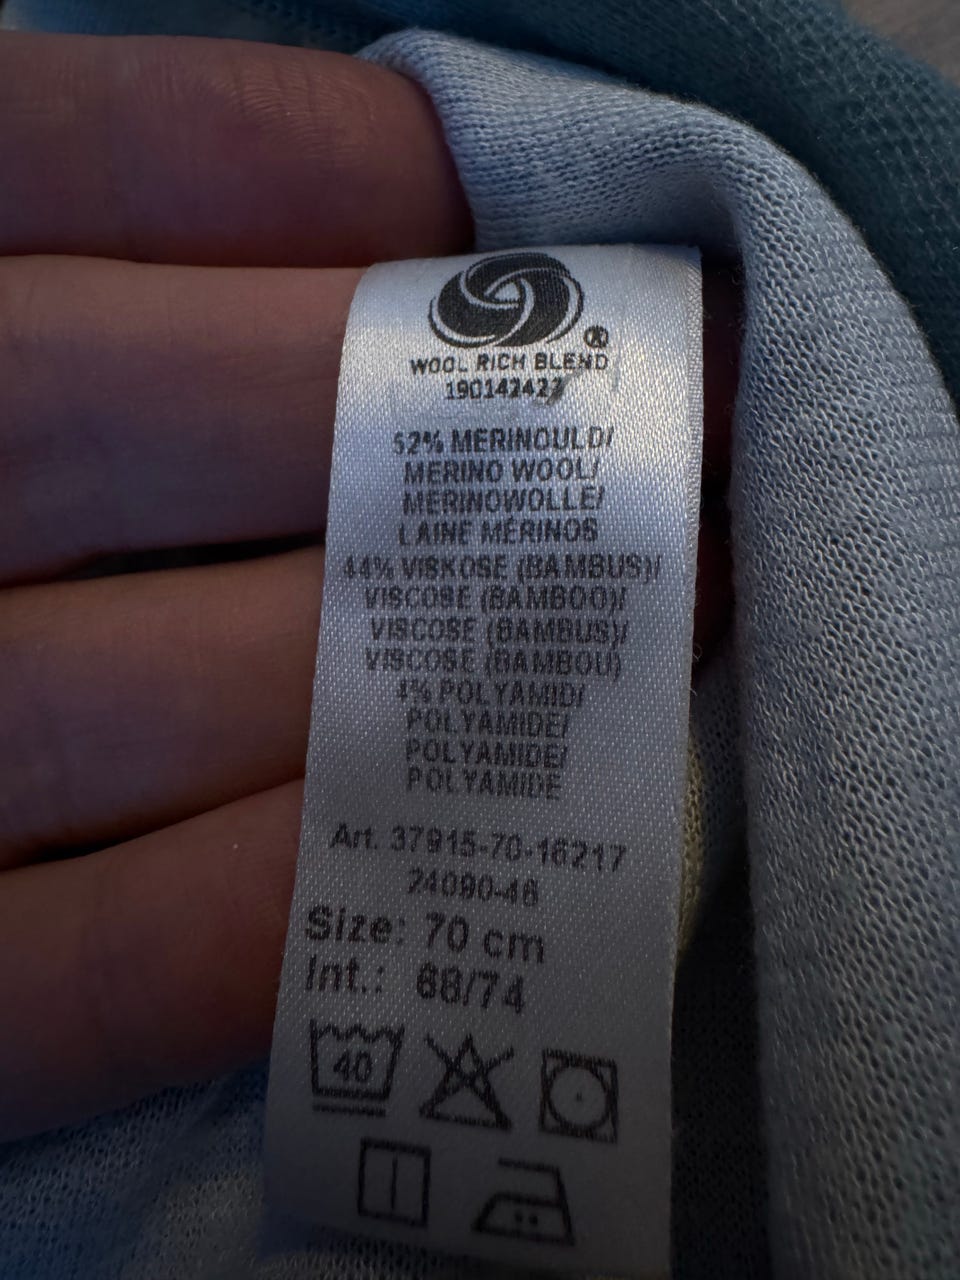 ®
WOOL RICH BLEND
190142427
52% MERINOULD/
MERINO WOOL/
MERINOWOLLE/
LAINE MÉRINOS
44% VISKOSE (BAMBUS)/
VISCOSE (BAMBOO)/
VISCOSE (BAMBUS)/
VISCOSE (BAMBOU)
4% POLYAMID/
POLYAMIDE/
POLYAMIDE/
POLYAMIDE
Art. 37915-70-16217
24090-46
Size: 70 cm
Int.: 68/74
40